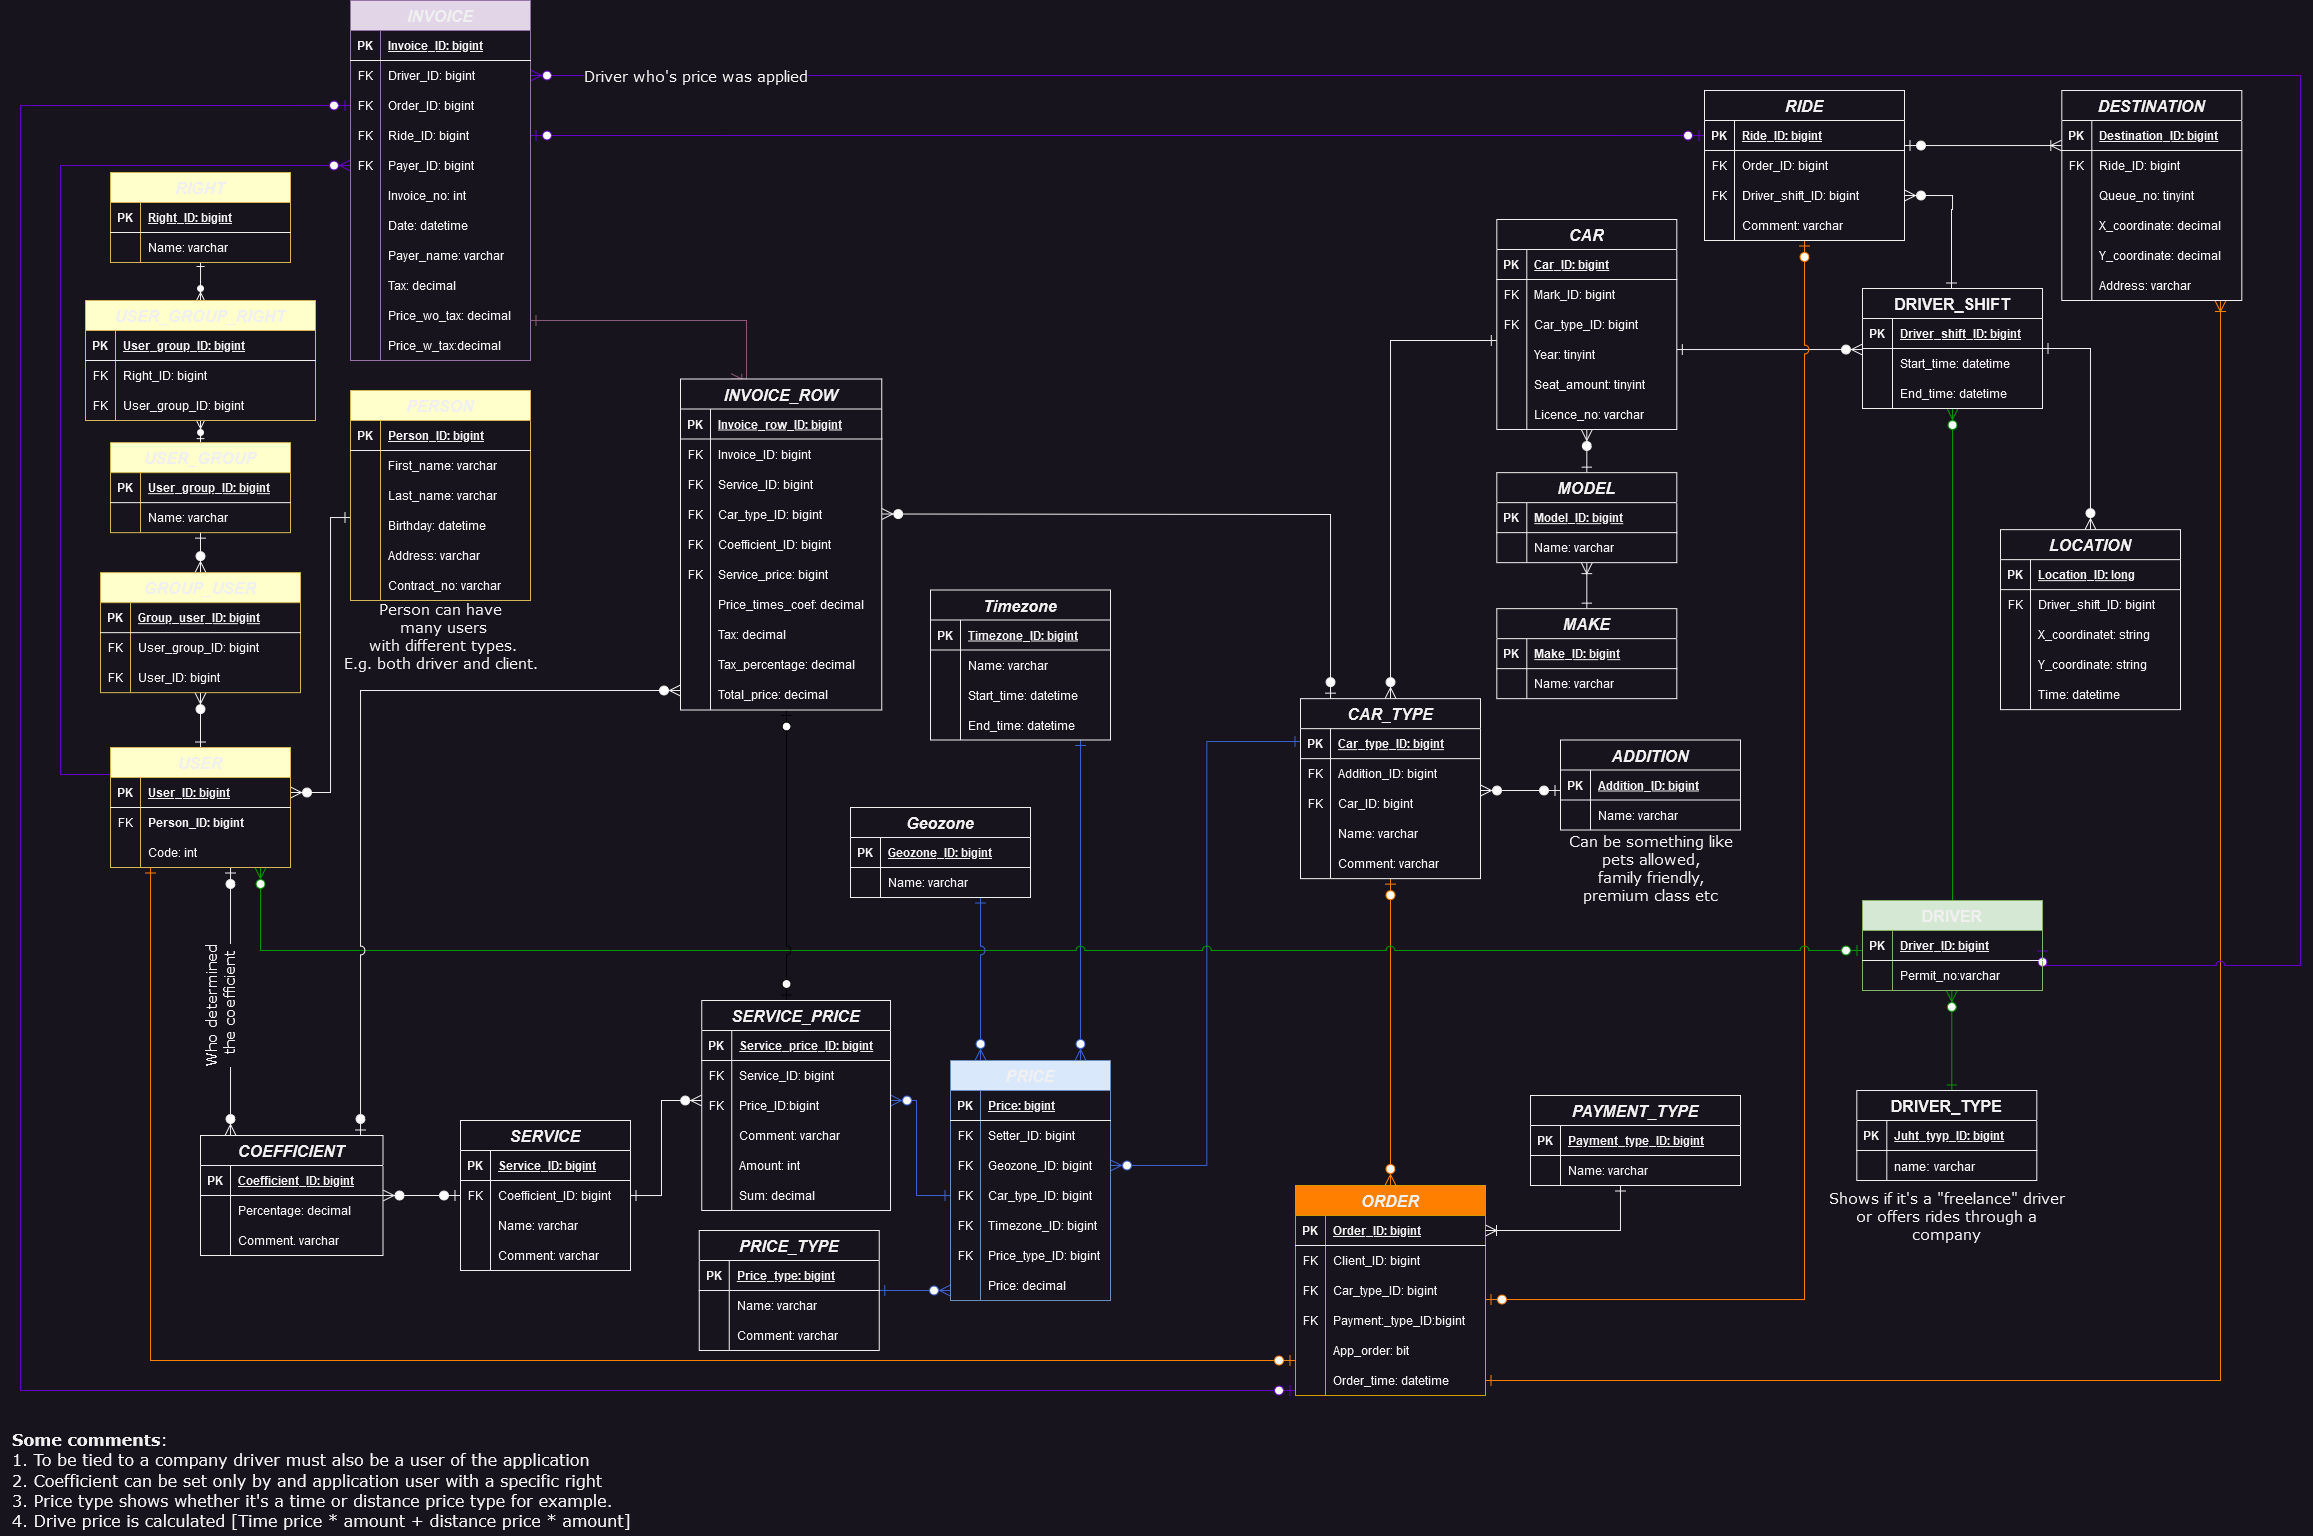 INVOICE
PK Invoice_ID: bigint
FK Driver_ID: bigint
FK Order_ID: bigint
FK Ride_ID: bigint
FK Payer_ID: bigint
Invoice_no: int
Date: datetime
Payer_name: varchar
Tax: decimal
Price_wo_tax: decimal
Price_w_tax:decimal
Driver who's price was applied
RIDE
PK Ride_ID: bigint
FK Order_ID: bigint
FK Driver_shift_ID: bigint
Comment: varchar
DESTINATION
PK Destination_ID: bigint
FK Ride_ID: bigint
Queue_no: tinyint
X_coordinate: decimal
Y_coordinate: decimal
Address: varchar
RIGHT
PK Right_ID: bigint
Name: varchar
USER_GROUP_RIGHT
PK User_group_ID: bigint
FK Right_ID: bigint
FK User_group_ID: bigint
USER_GROUP
PK User_group_ID: bigint
Name: varchar
GROUP_USER
PK Group_user_ID: bigint
FK User_group_ID: bigint
FK User_ID: bigint
USER
PK User_ID: bigint
FK Person_ID: bigint
Code: int
PERSON
PK Person_ID: bigint
First_name: varchar
Last_name: varchar
Birthday: datetime
Address: varchar
Contract_no: varchar
Person can have
many users
with different types.
E.g. both driver and client.
INVOICE_ROW
PK Invoice_row_ID: bigint
FK Invoice_ID: bigint
FK Service_ID: bigint
FK Car_type_ID: bigint
FK Coefficient_ID: bigint
FK Service_price: bigint
Price_times_coef: decimal
Tax: decimal
Tax_percentage: decimal
Total_price: decimal
CAR
PK Car_ID: bigint
FK Mark_ID: bigint
FK Car_type_ID: bigint
Year: tinyint
Seat_amount: tinyint
Licence_no: varchar
MODEL
PK Model_ID: bigint
Name: varchar
MAKE
PK Make_ID: bigint
Name: varchar
DRIVER_SHIFT
PK Driver_shift_ID: bigint
Start_time: datetime
End_time: datetime
LOCATION
PK Location_ID: long
FK Driver_shift_ID: bigint
X_coordinatet: string
Y_coordinate: string
Time: datetime
Timezone
PK Timezone_ID: bigint
Name: varchar
Start_time: datetime
End_time: datetime
Geozone
PK Geozone_ID: bigint
Name: varchar
CAR_TYPE
PK Car_type_ID: bigint
FK Addition_ID: bigint
FK Car_ID: bigint
Name: varchar
Comment: varchar
ADDITION
PK Addition_ID: bigint
Name: varchar
Can be something like
pets allowed,
family friendly,
premium class etc
DRIVER
PK Driver_ID: bigint
Permit_no:varchar
DRIVER_TYPE
PK Juht_tyyp_ID: bigint
name: varchar
Shows if it's a "freelance" driver
or offers rides through a
company
Who determined
the coefficient
COEFFICIENT
PK Coefficient_ID: bigint
Percentage: decimal
Comment. varchar
SERVICE
PK Service_ID: bigint
FK Coefficient_ID: bigint
Name: varchar
Comment: varchar
SERVICE_PRICE
PK Service_price_ID: bigint
FK Service_ID: bigint
FK Price_ID:bigint
Comment: varchar
Amount: int
Sum: decimal
PRICE_TYPE
PK Price_type: bigint
Name: varchar
Comment: varchar
PRICE
PK Price: bigint
FK Setter_ID: bigint
FK Geozone_ID: bigint
FK Car_type_ID: bigint
FK Timezone_ID: bigint
FK Price_type_ID: bigint
Price: decimal
PAYMENT_TYPE
PK Payment_type_ID: bigint
Name: varchar
ORDER
PK Order_ID: bigint
FK Client_ID: bigint
FK Car_type_ID: bigint
FK Payment:_type_ID:bigint
App_order: bit
Order_time: datetime
Some comments:
1. To be tied to a company driver must also be a user of the application
2. Coefficient can be set only by and application user with a specific right
3. Price type shows whether it's a time or distance price type for example.
4. Drive price is calculated [Time price * amount + distance price * amount]